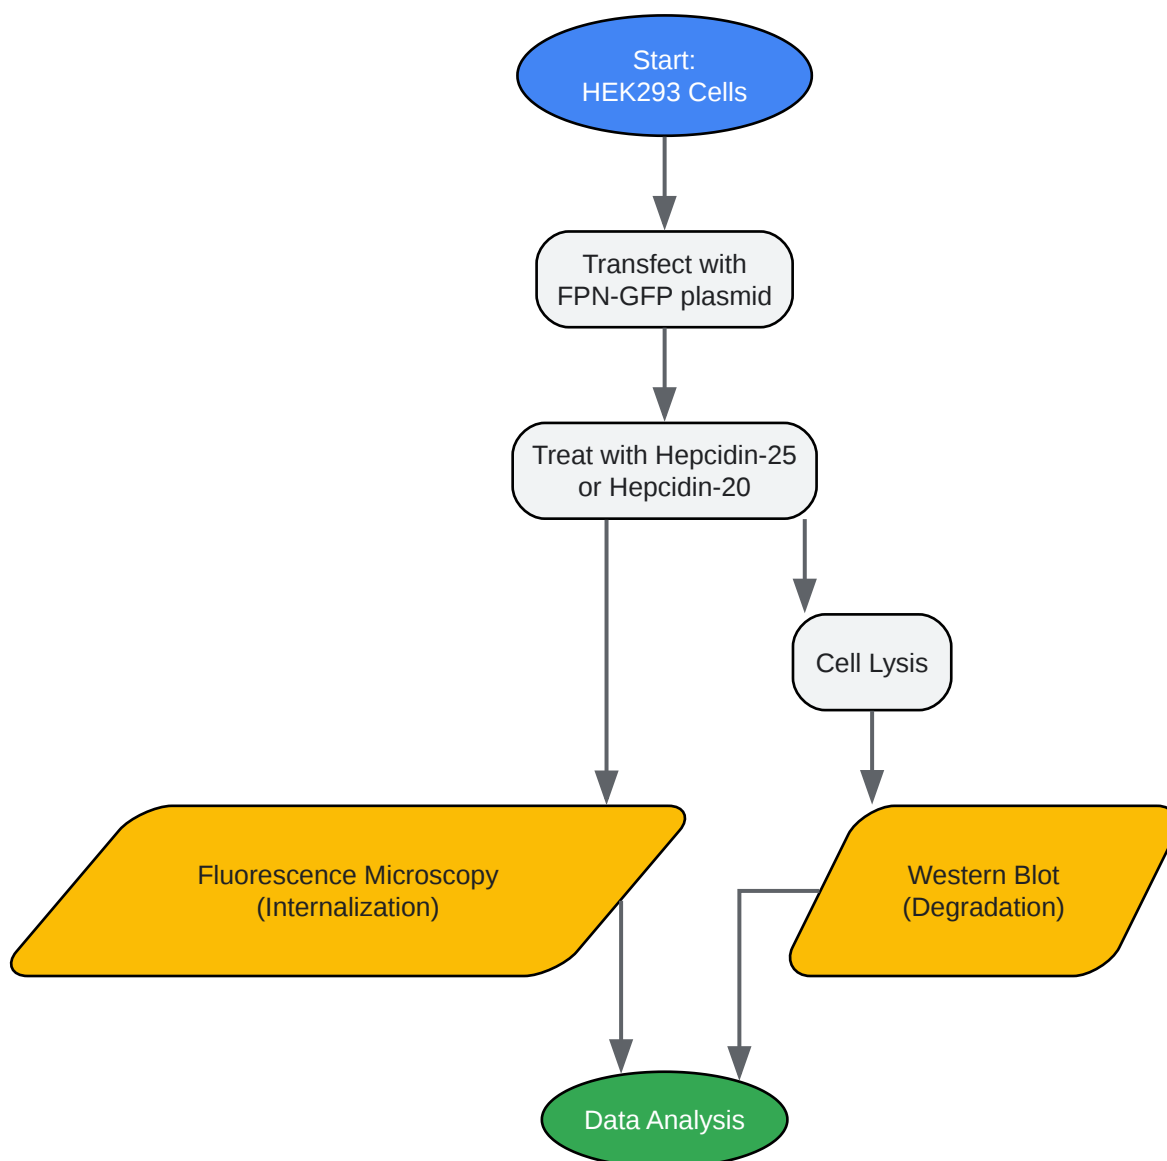 Start:
HEK293 Cells
Transfect with
FPN-GFP plasmid
Treat with Hepcidin-25
or Hepcidin-20
Cell Lysis
Fluorescence Microscopy
(Internalization)
Western Blot
(Degradation)
Data Analysis